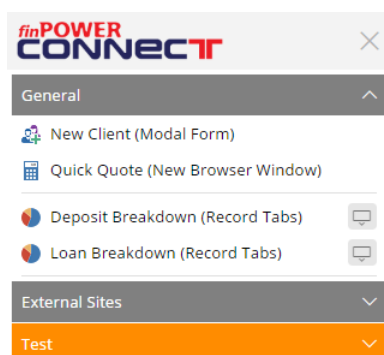 finPOWER
CONNECT
General
New Client (Modal Form)
Quick Quote (New Browser Window)
Deposit Breakdown (Record Tabs)
Loan Breakdown (Record Tabs)
External Sites
Test